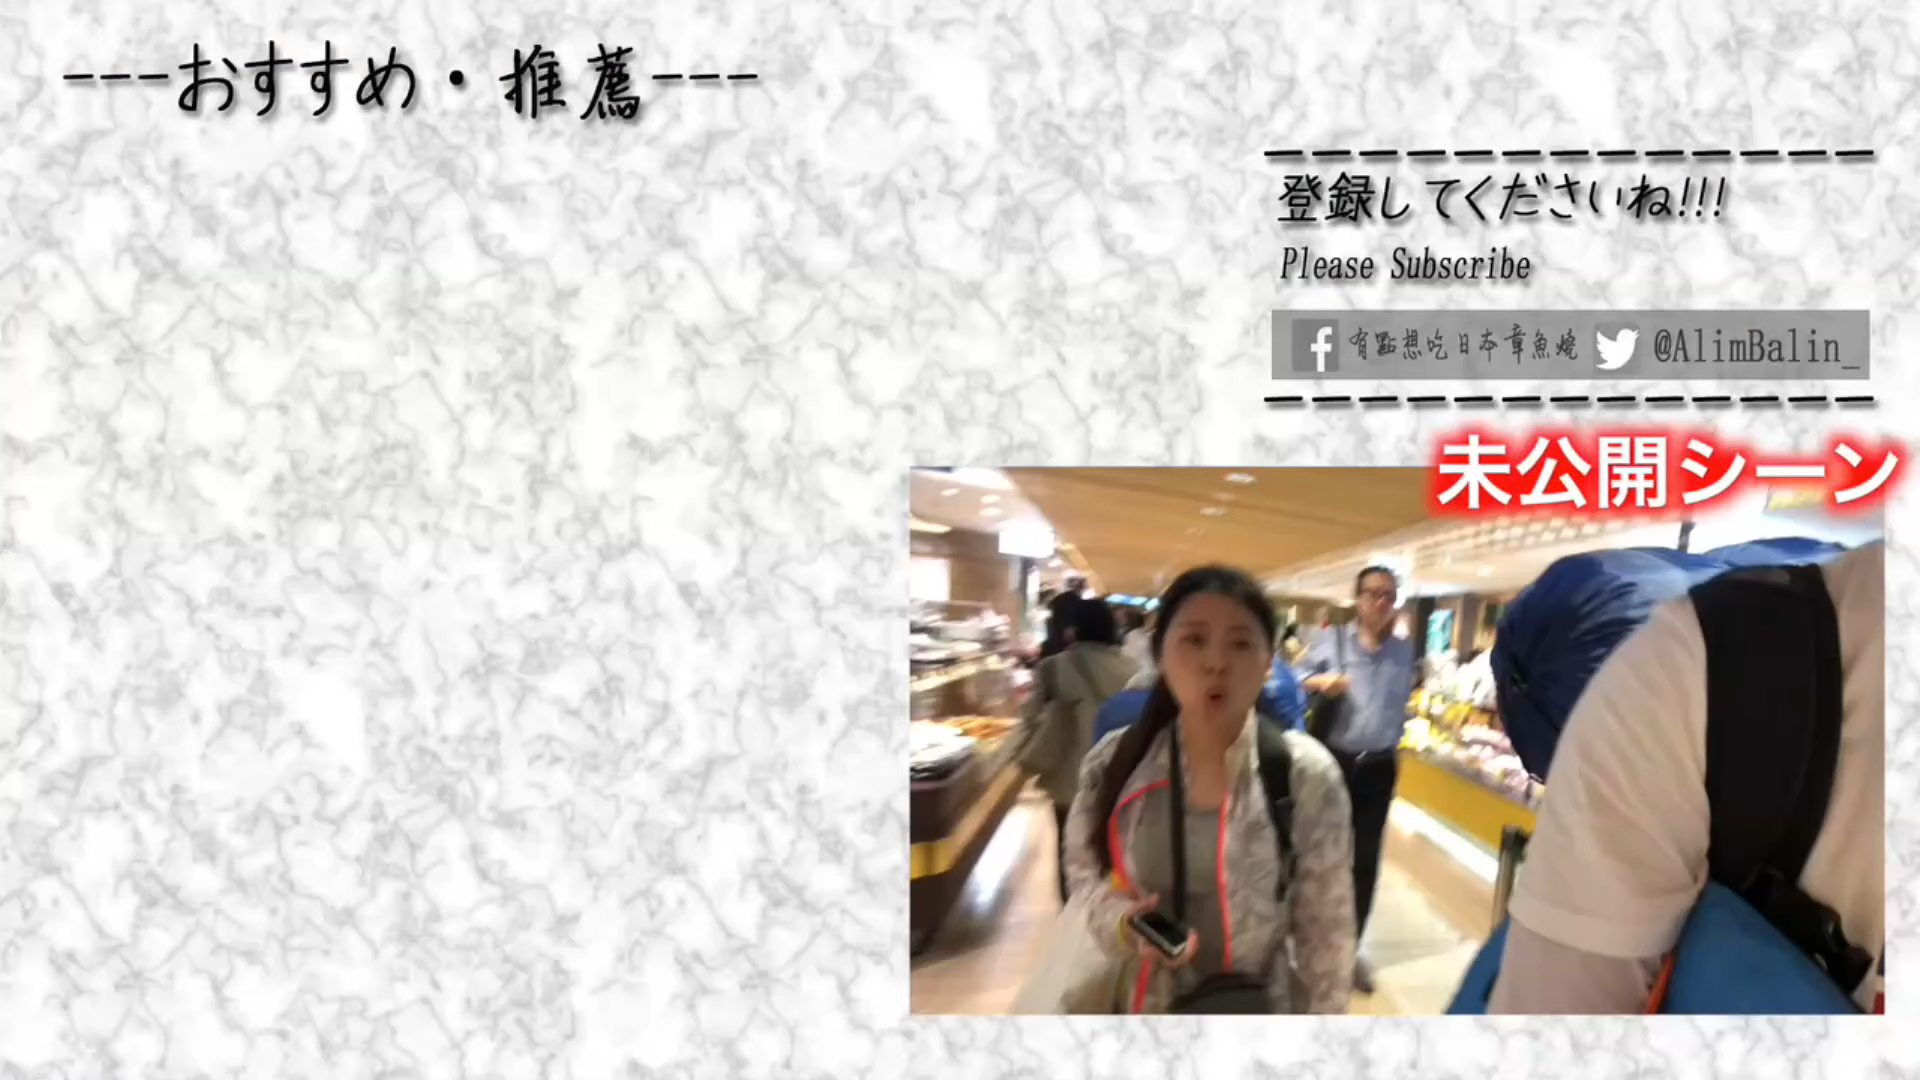 ---おすすめ・推薦---
登録してくださいね!!!
Please Subscribe
有點想吃日本章魚燒 @AlimBalin_
未公開シーン